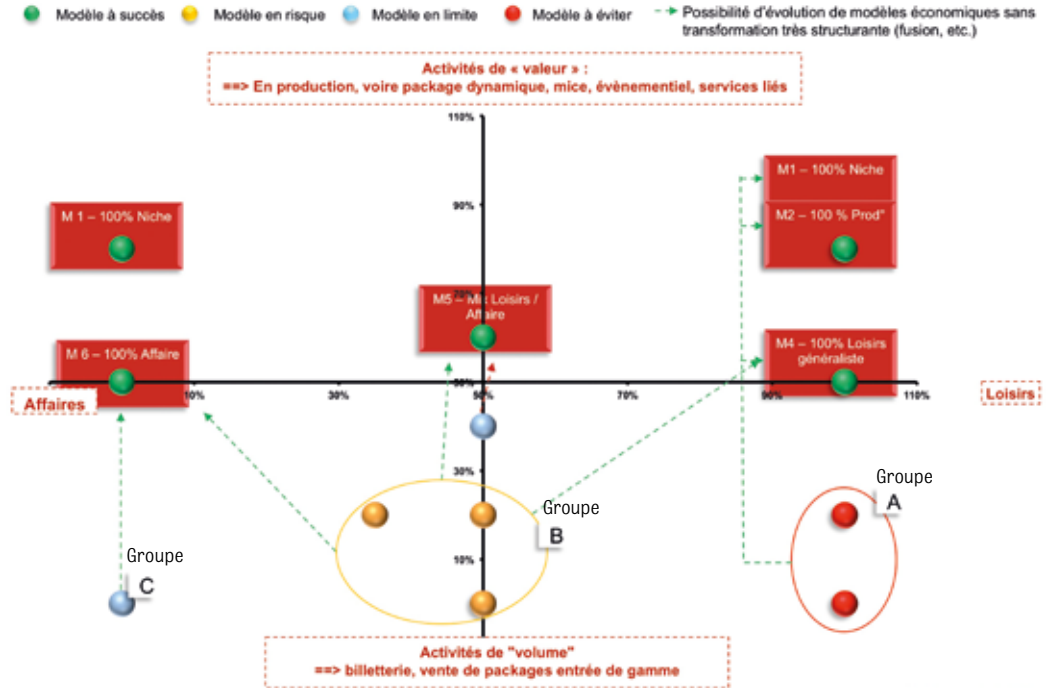 Modèle à succès
Modèle en risque
Modèle en limite
Modèle à éviter
Possibilité d'évolution de modèles économiques sans
transformation très structurante (fusion, etc.)
Activités de « valeur » :
==> En production, voire package dynamique, mice, évènementiel, services liés
110%
M1 – 100% Niche
M 1 – 100% Niche
90%
M2 – 100 % Prod°
70%
M5 – Mix Loisirs /
Affaire
M 6 – 100% Affaire
M4 – 100% Loisirs
généraliste
50%
Affaires
10%
30%
50%
70%
90%
110%
Loisirs
30%
Groupe
A
Groupe
B
10%
Groupe
C
Activités de "volume"
==> billetterie, vente de packages entrée de gamme